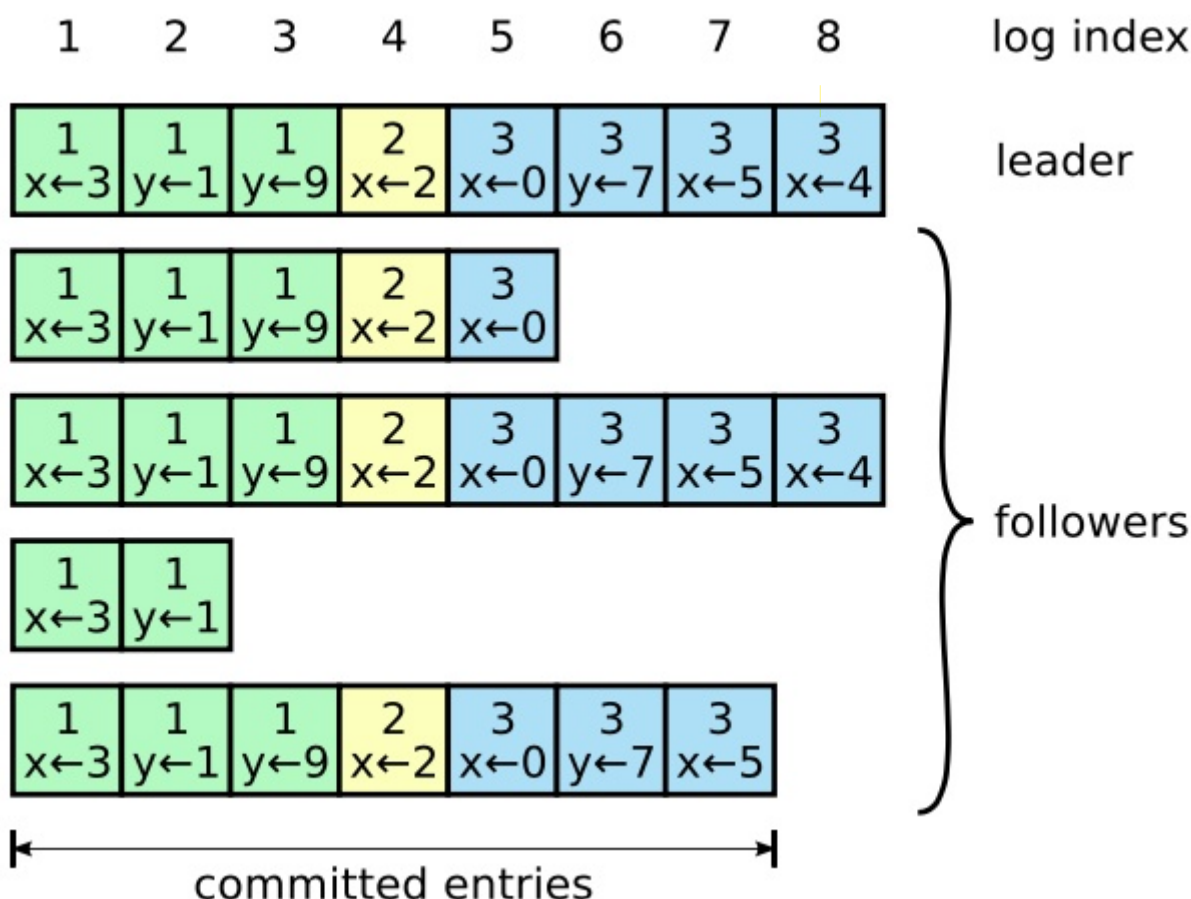 1 2 3 4 5 6 7 8 log index
1 1 1 2 3 3 3 3
x←3 y←1 y←9 x←2 x←0 y←7 x←5 x←4
leader
1 1 1 2 3
x←3 y←1 y←9 x←2 x←0
1 1 1 2 3 3 3 3
x←3 y←1 y←9 x←2 x←0 y←7 x←5 x←4
followers
1 1
x←3 y←1
1 1 1 2 3 3 3
x←3 y←1 y←9 x←2 x←0 y←7 x←5
committed entries